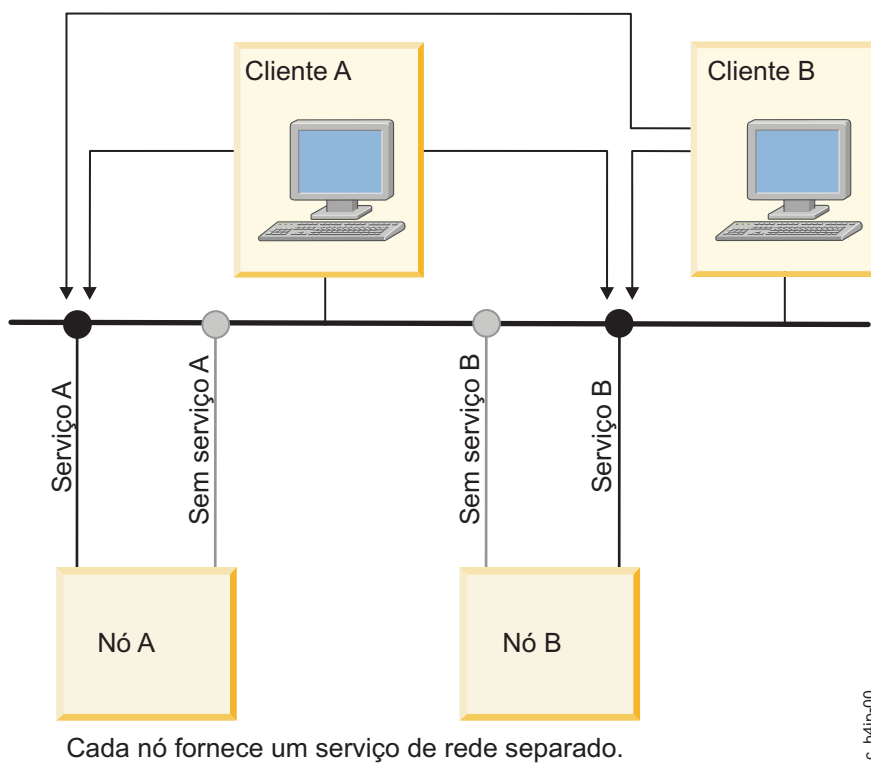 Cliente A
Cliente B
Serviço A
Sem serviço A
Sem serviço B
Serviço B
Nó A
Nó B
Cada nó fornece um serviço de rede separado.